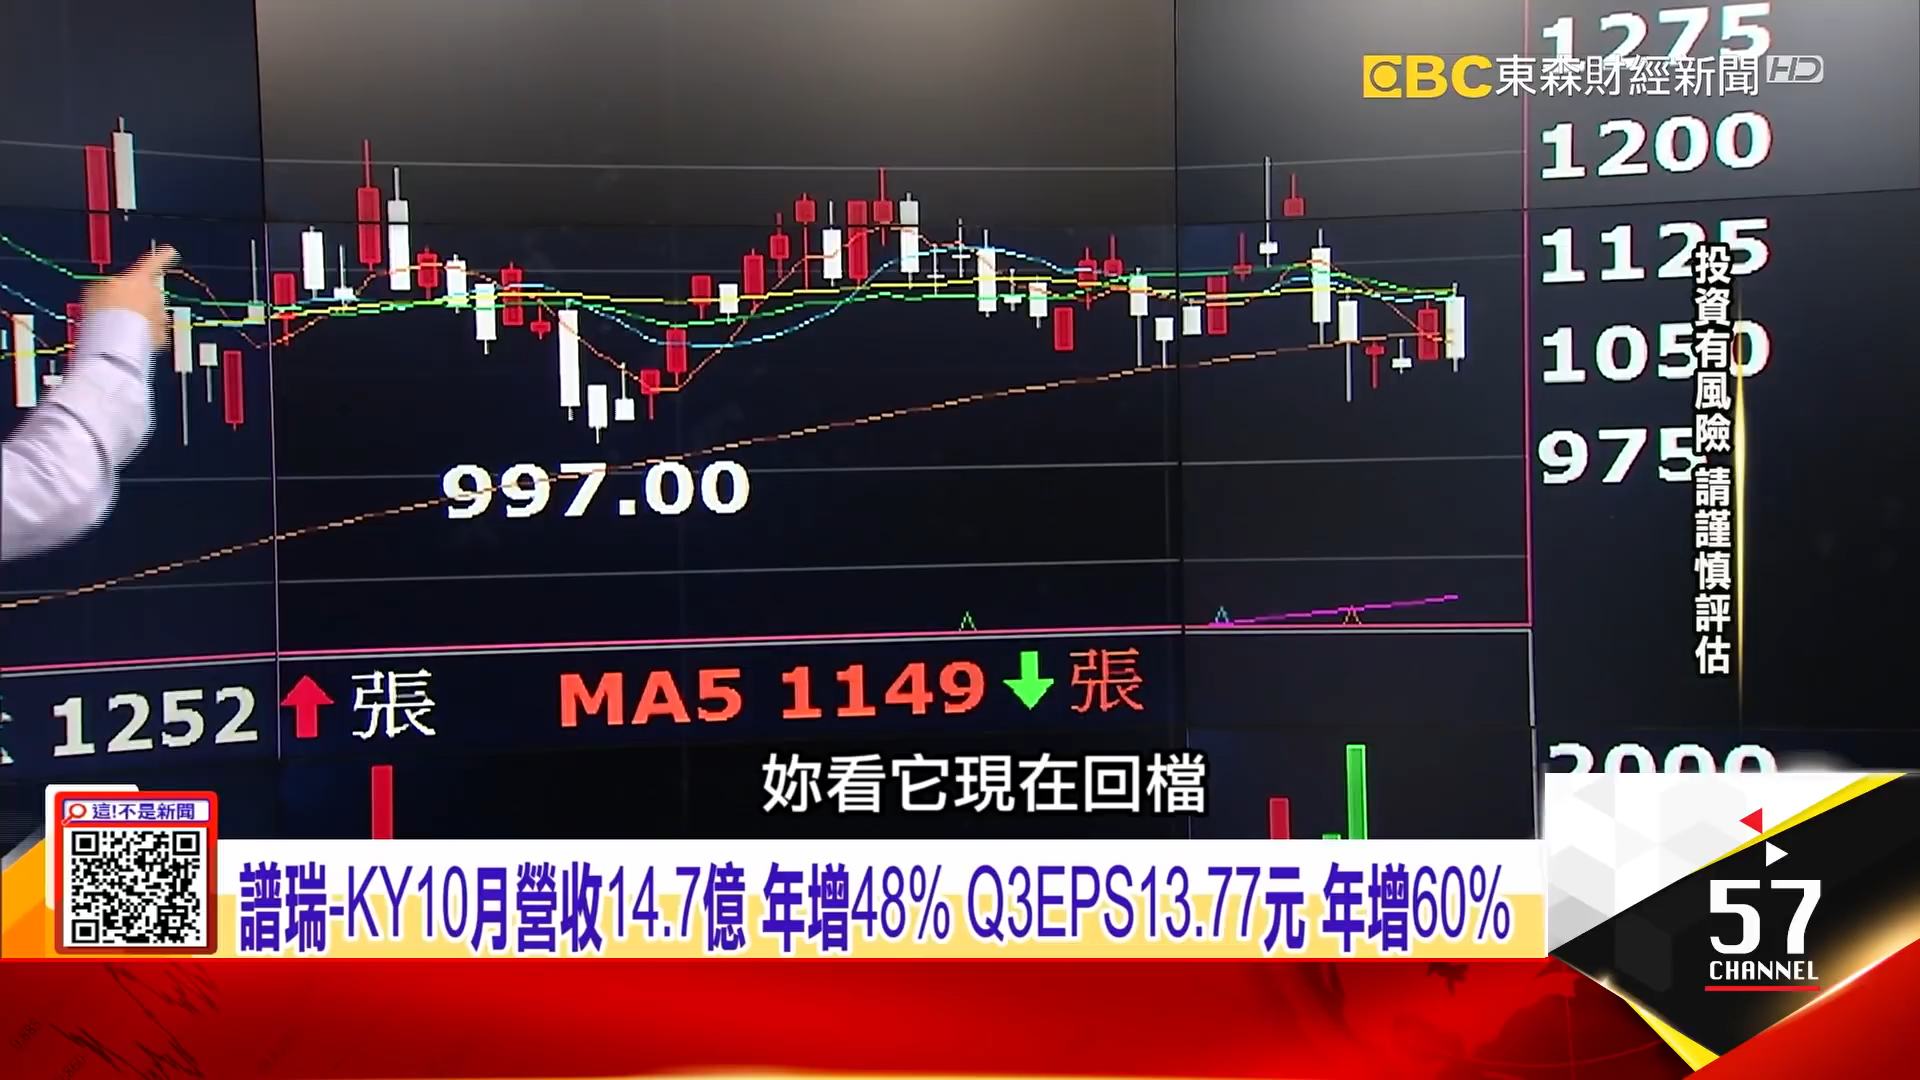 1275
EBC東森財經新聞HD
1200
1125
1050
975
投資有風險 請謹慎評估
997.00
1252 張
MA5 1149 張
2000
妳看它現在回檔
這!不是新聞
譜瑞-KY10月營收14.7億 年增48% Q3EPS13.77元 年增60%
57
CHANNEL